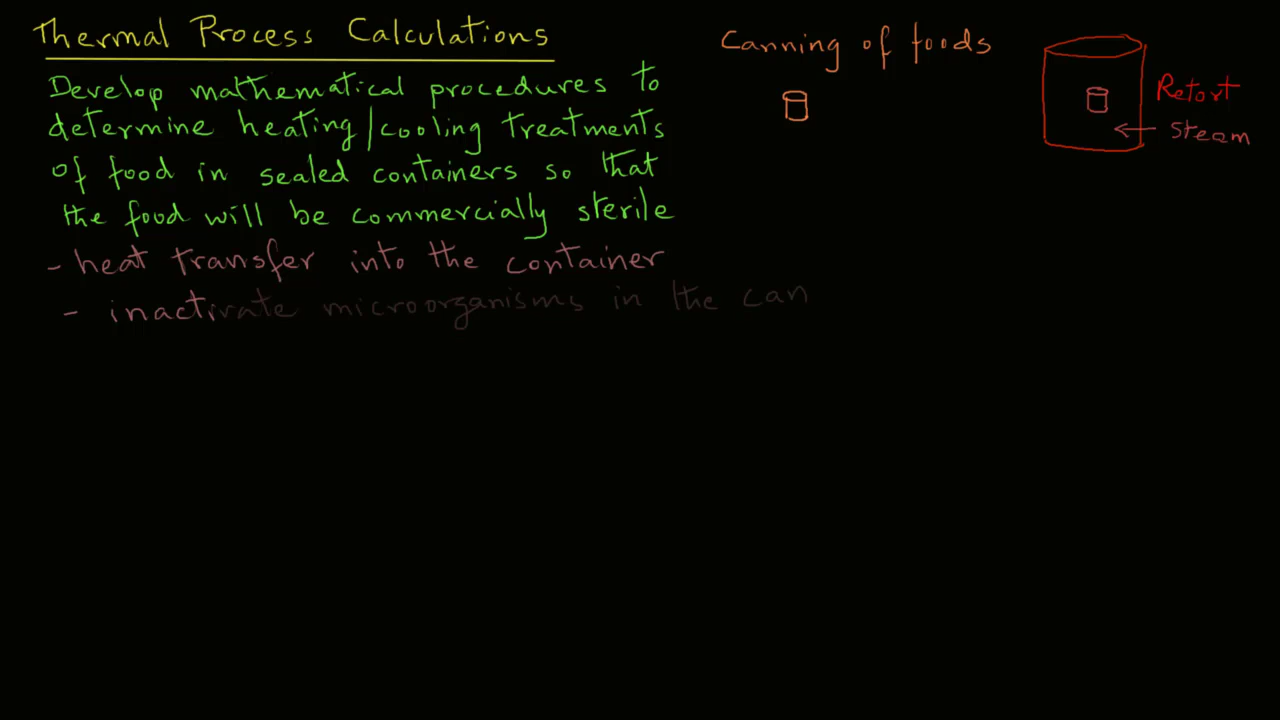 Thermal Process Calculations
Develop mathematical procedures to
determine heating/cooling treatments
of food in sealed containers so that
the food will be commercially sterile
- heat transfer into the container
- inactivate microorganisms in the can
Canning of foods
Retort
Steam